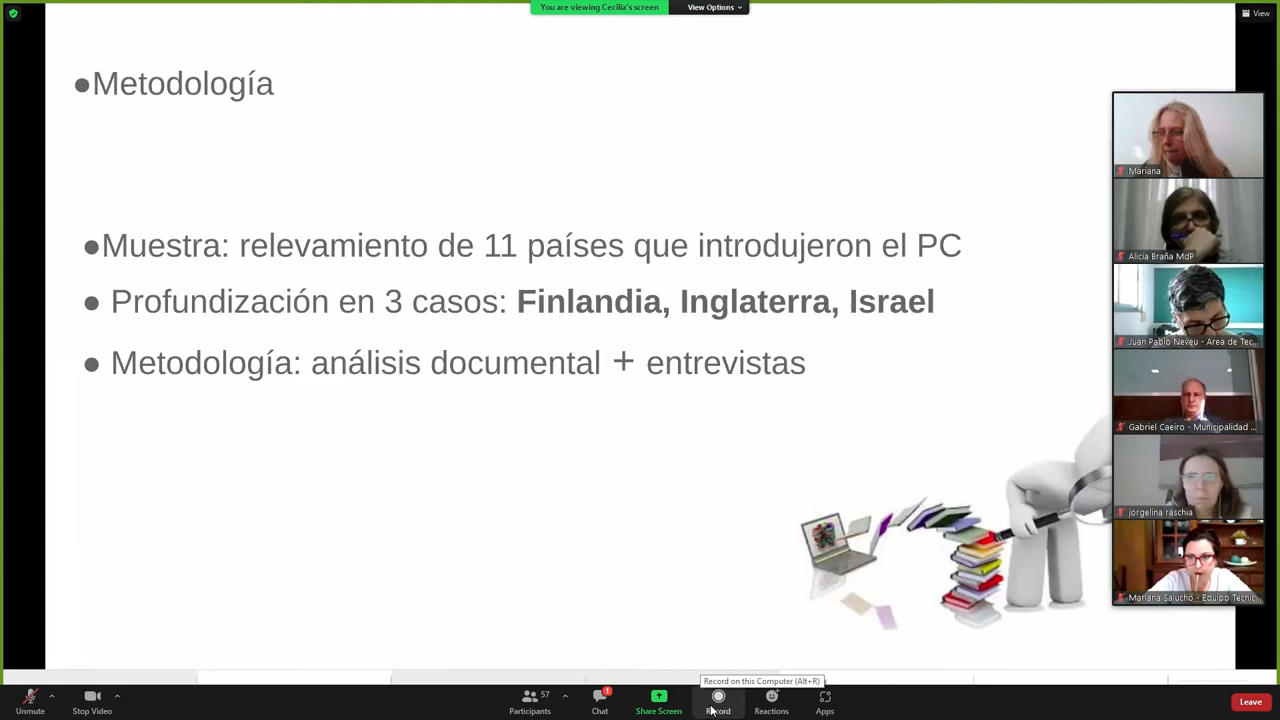 You are viewing Cecilia's screen
View Options
View
●Metodología
●Muestra: relevamiento de 11 países que introdujeron el PC
● Profundización en 3 casos: Finlandia, Inglaterra, Israel
● Metodología: análisis documental + entrevistas
Mariana
Alicia Braña MdP
Juan Pablo Neveu - Area de Tec...
Gabriel Caeiro - Municipalidad ...
jorgelina raschia
Mariana Salucho - Equipo Tecnic...
Record on this Computer (Alt+R)
57
1
Unmute
Stop Video
Participants
Chat
Share Screen
Record
Reactions
Apps
Leave